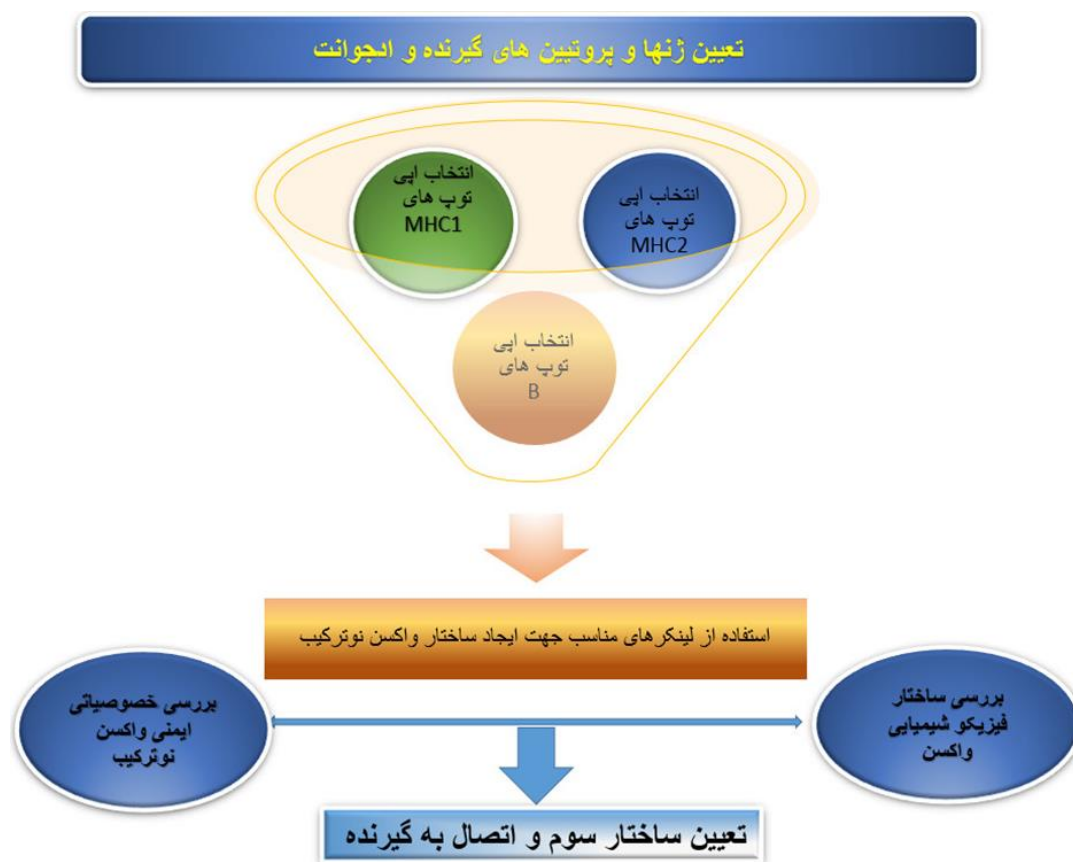 تعیین ژنها و پروتیین های گیرنده و ادجوانت
انتخاب اپی
توپ های
MHC1
انتخاب اپی
توپ های
MHC2
انتخاب اپی
توپ های
B
استفاده از لینکرهای مناسب جهت ایجاد ساختار واکسن نوترکیب
بررسی ساختار
فیزیکو شیمیایی
واکسن
بررسی خصوصیاتی
ایمنی واکسن
نوترکیب
تعیین ساختار سوم و اتصال به گیرنده